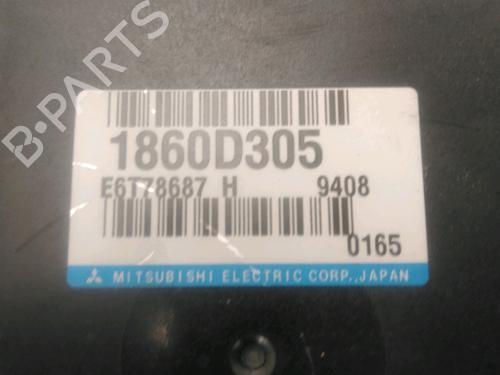 B-PARTS
1860D305
E6T78687 H 9408
0165
MITSUBISHI ELECTRIC CORP.,JAPAN